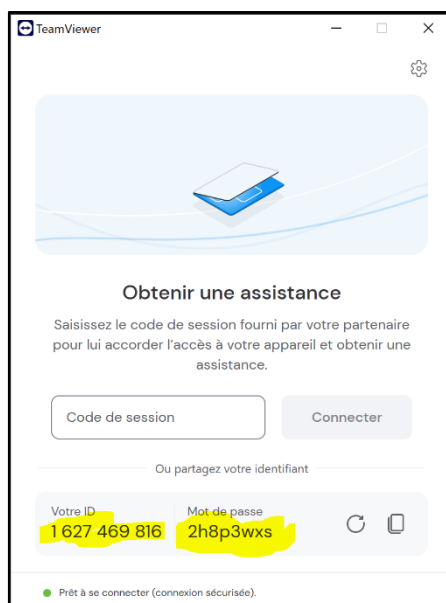 TeamViewer
Obtenir une assistance
Saisissez le code de session fourni par votre partenaire
pour lui accorder l'accès à votre appareil et obtenir une
assistance.
Code de session
Connecter
Ou partagez votre identifiant
Votre ID
Mot de passe
1 627 469 816
2h8p3wxs
Prêt à se connecter (connexion sécurisée).